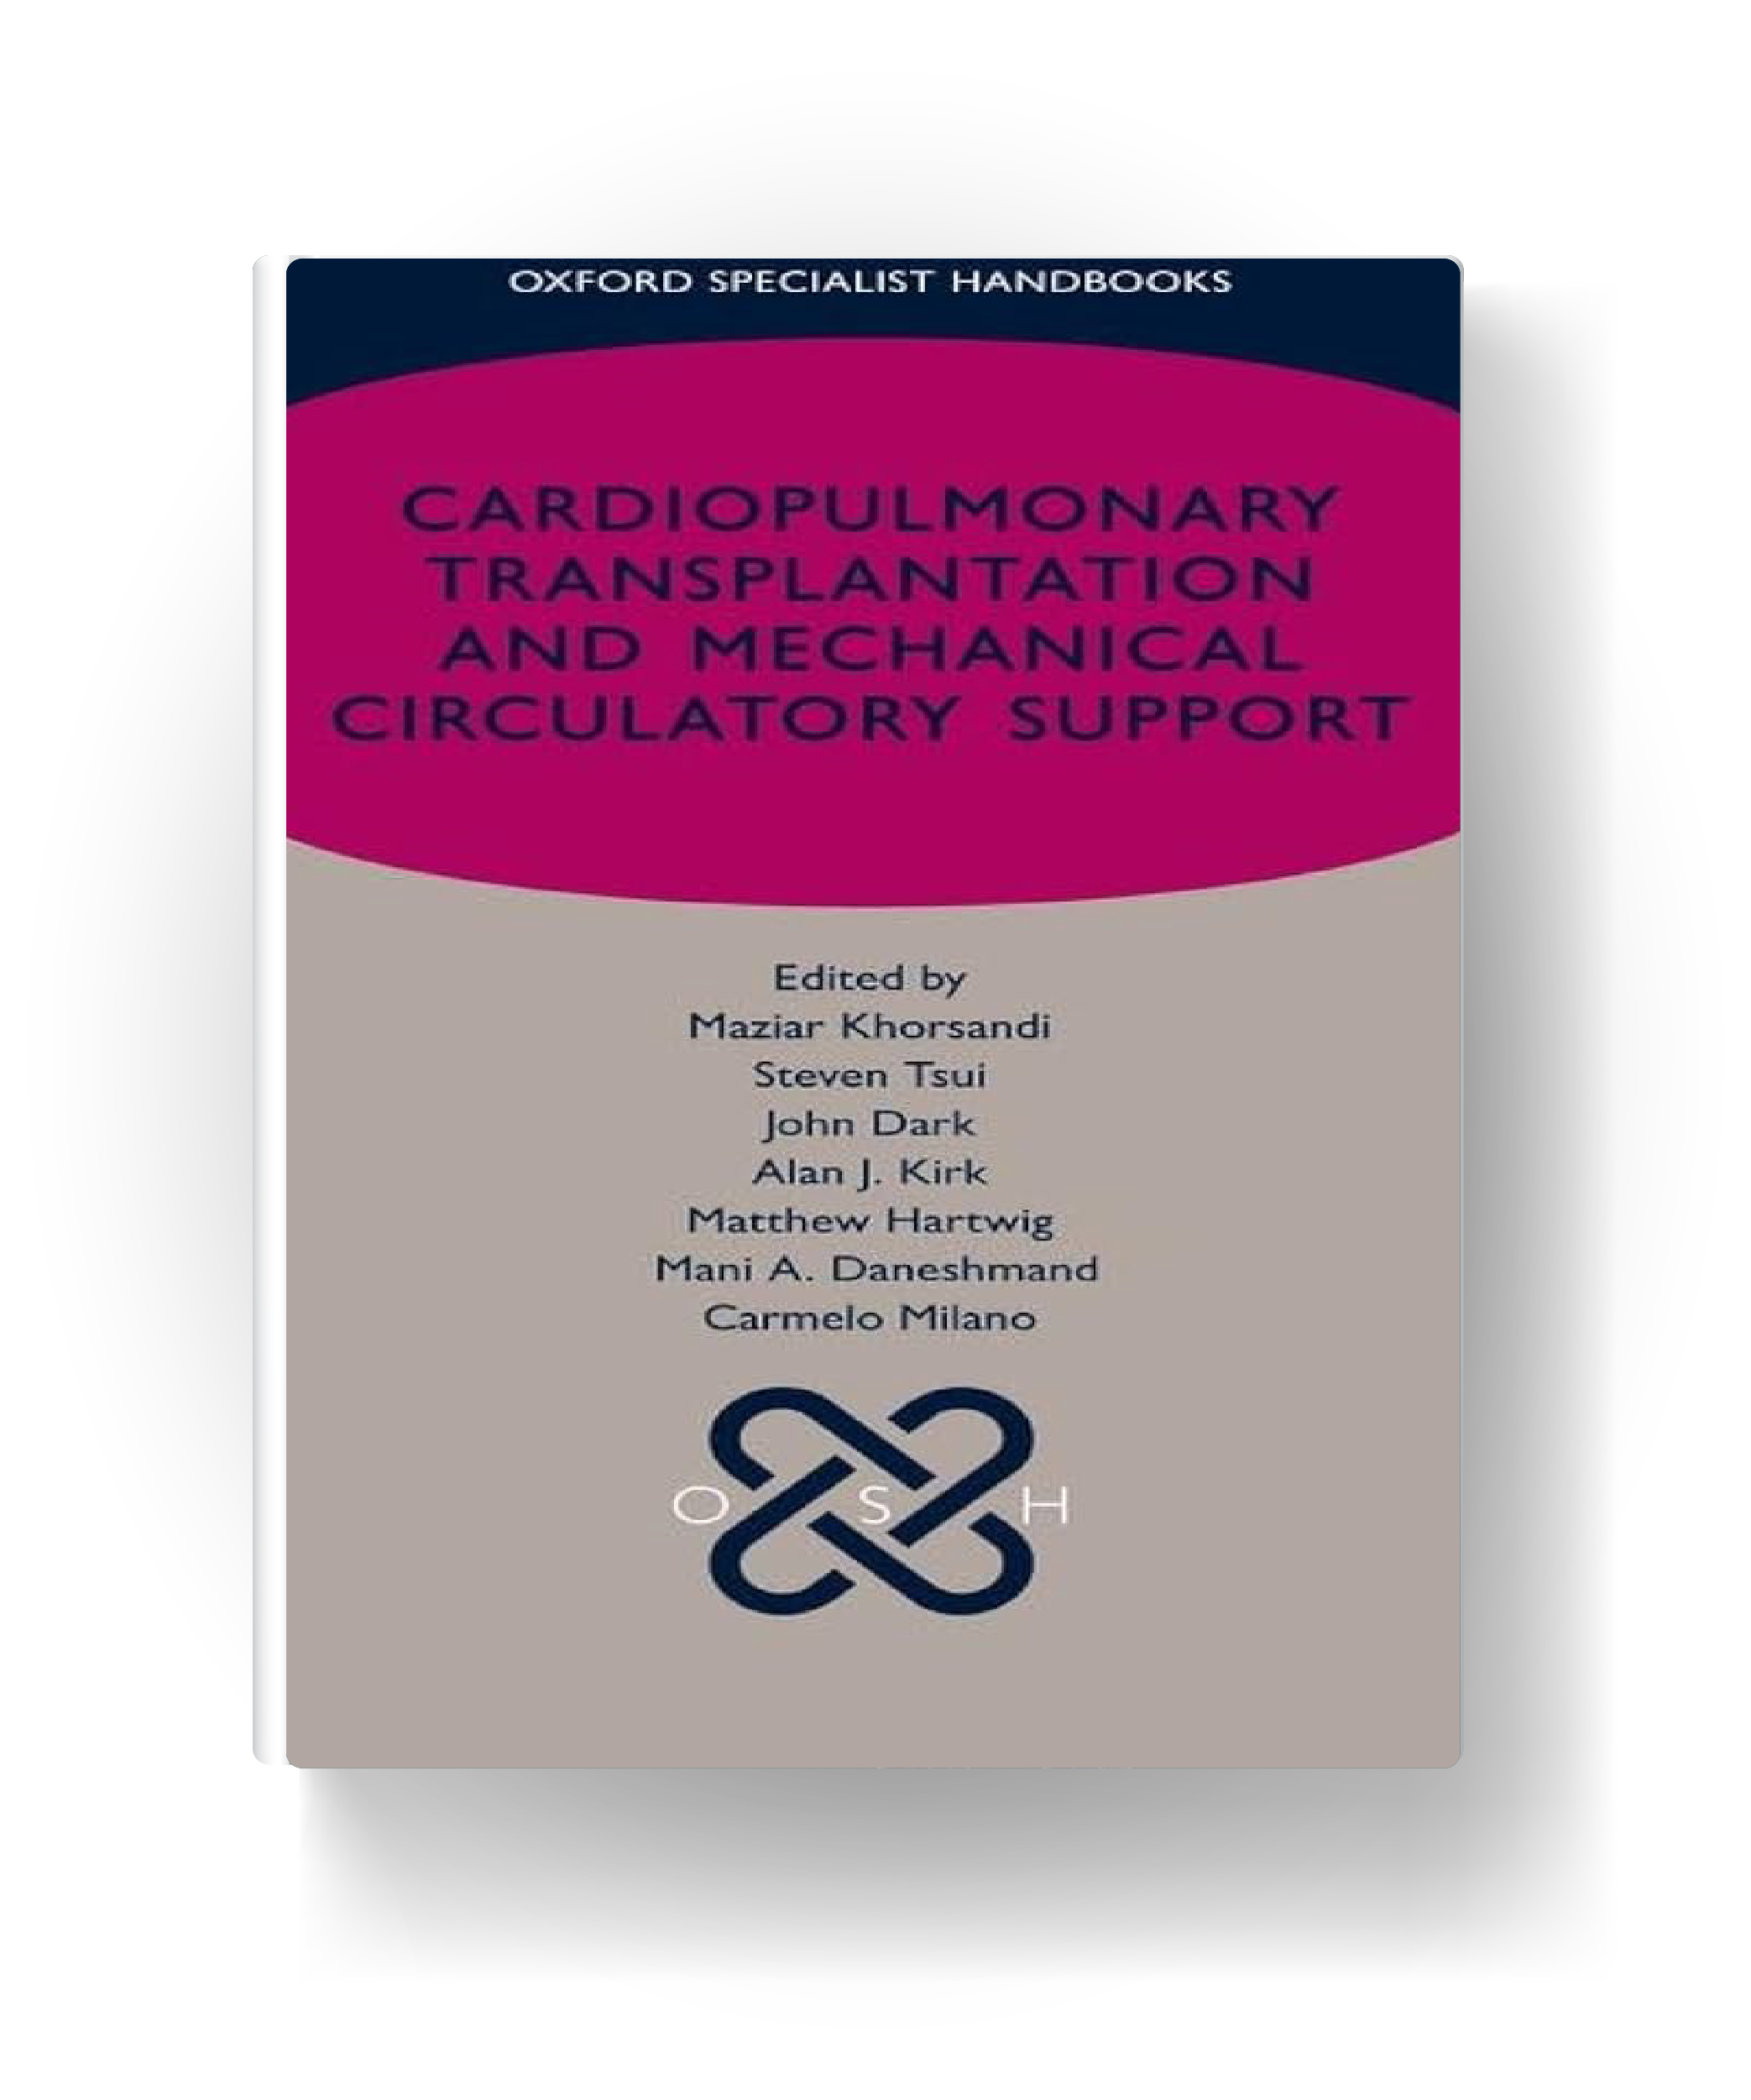 OXFORD SPECIALIST HANDBOOKS
CARDIOPULMONARY
TRANSPLANTATION
AND MECHANICAL
CIRCULATORY SUPPORT
Edited by
Maziar Khorsandi
Steven Tsui
John Dark
Alan J. Kirk
Matthew Hartwig
Mani A. Daneshmand
Carmelo Milano
O S H